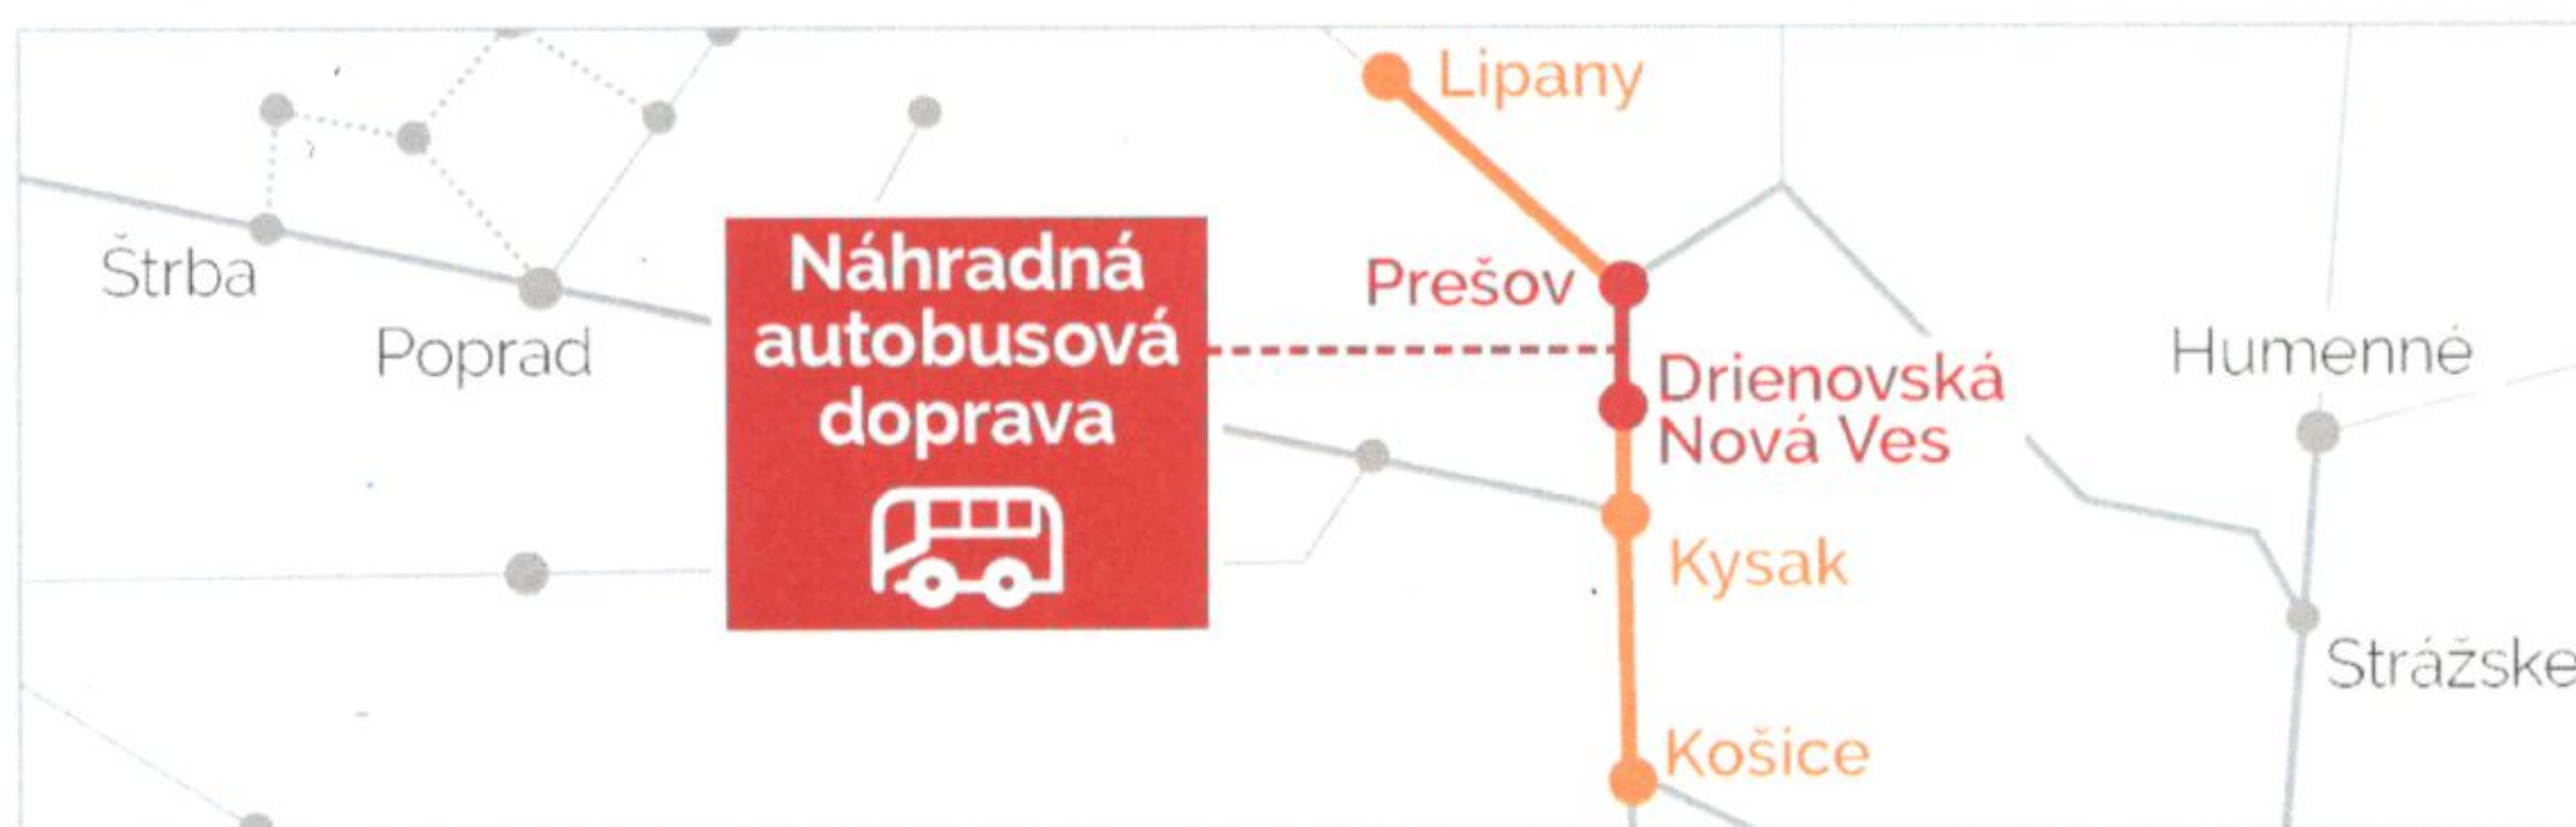 Lipany
Štrba
Poprad
Náhradná
autobusová
doprava
Prešov
Drienovská
Nová Ves
Humenné
Kysak
Strážske
Košice